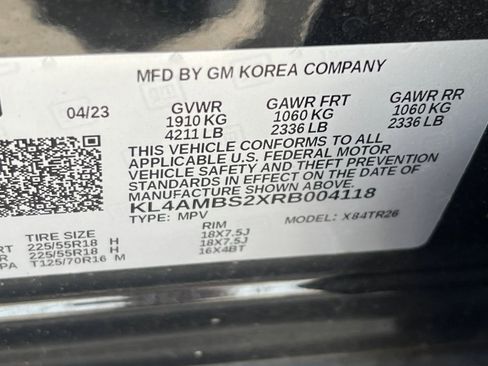 MFD BY GM KOREA COMPANY
04/23 GVWR GAWR FRT GAWR RR
1910 KG 1060 KG 1060 KG
4211 LB 2336 LB 2336 LB
THIS VEHICLE CONFORMS TO ALL
APPLICABLE U.S. FEDERAL MOTOR
VEHICLE SAFETY AND THEFT
PREVENTION STANDARDS IN
EFFECT ON THE DATE OF
MANUFACTURE SHOWN ABOVE.
KL4AMBS2XRB004118
TYPE: MPV MODEL: X84TR26
TIRE SIZE RIM
RT 225/55R18 H 18X7.5J
225/55R18 H 18X7.5J
PA T125/70R16 M 16X4BT